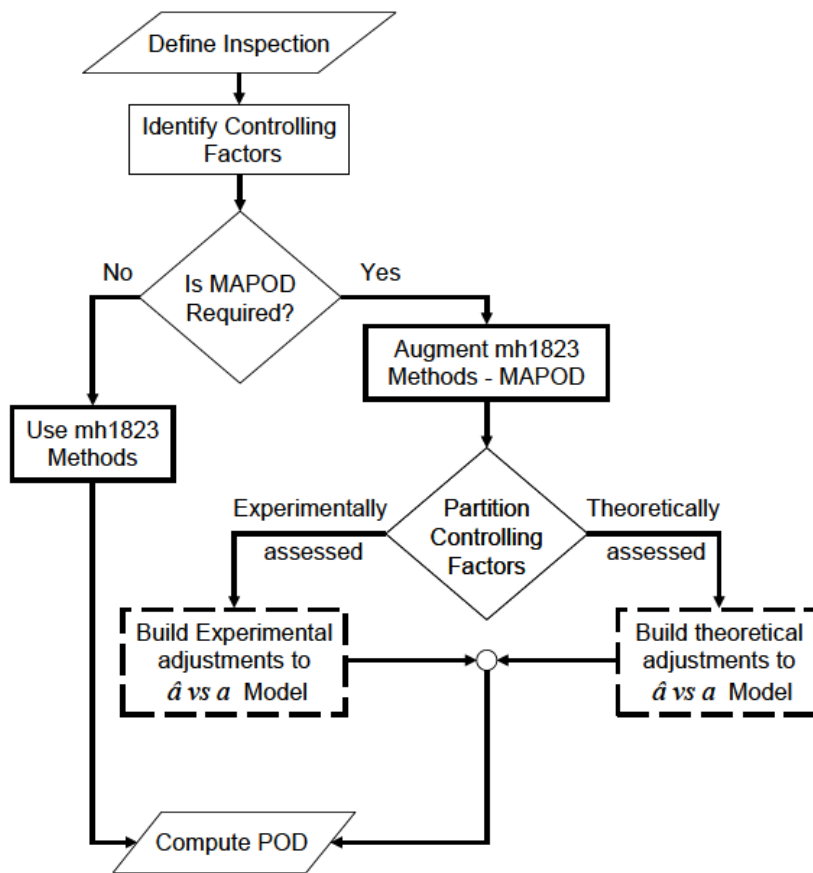 Define Inspection
Identify Controlling
Factors
No
Yes
Is MAPOD
Required?
Augment mh1823
Methods - MAPOD
Use mh1823
Methods
Experimentally
assessed
Partition
Controlling
Factors
Theoretically
assessed
Build Experimental
adjustments to
â vs a Model
Build theoretical
adjustments to
â vs a Model
Compute POD